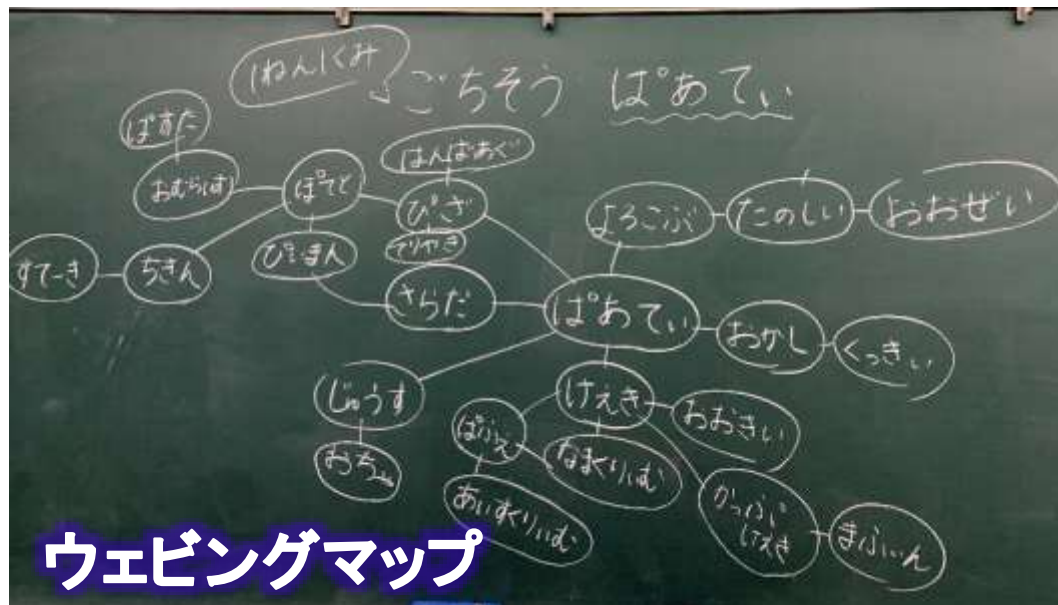 1ねん1くみ
ごちそう ぱあてぃ
ぱすた
おむらいす
ぽてと
はんばあぐ
ぴざ
てりやき
よろこぶ
たのしい
おおぜい
すてーき
ちきん
ぴーまん
さらだ
ぱあてぃ
おかし
くっきい
じゅうす
おちゃ
けえき
おおきい
ぱふぇ
なまくりいむ
あいすくりいむ
かっぷ
けえき
まふぃん
ウェビングマップ